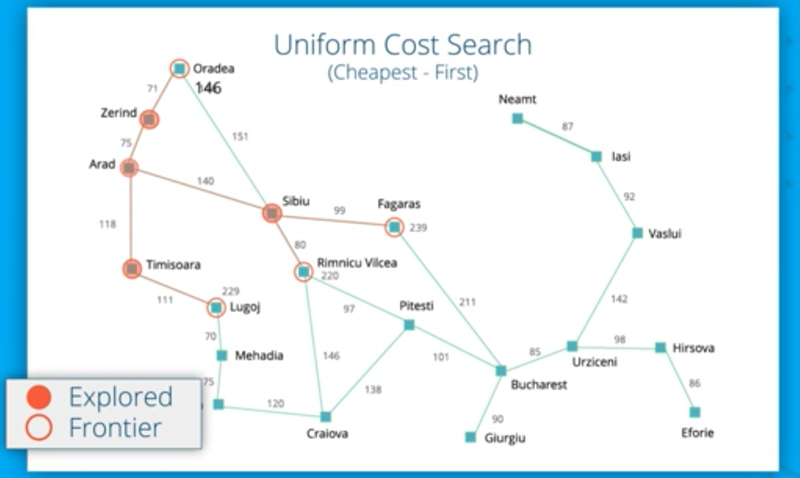 Uniform Cost Search
(Cheapest - First)
Oradea
146
71
Zerind
151
75
Arad
140
Sibiu
99
Fagaras
239
118
80
Timisoara
Rimnicu Vilcea
220
111
229
Lugoj
97
Pitesti
211
70
Mehadia
146
101
138
75
120
Craiova
Bucharest
85
90
Giurgiu
Neamt
87
Iasi
92
Vaslui
142
98
Urziceni
Hirsova
86
Eforie
Explored
Frontier